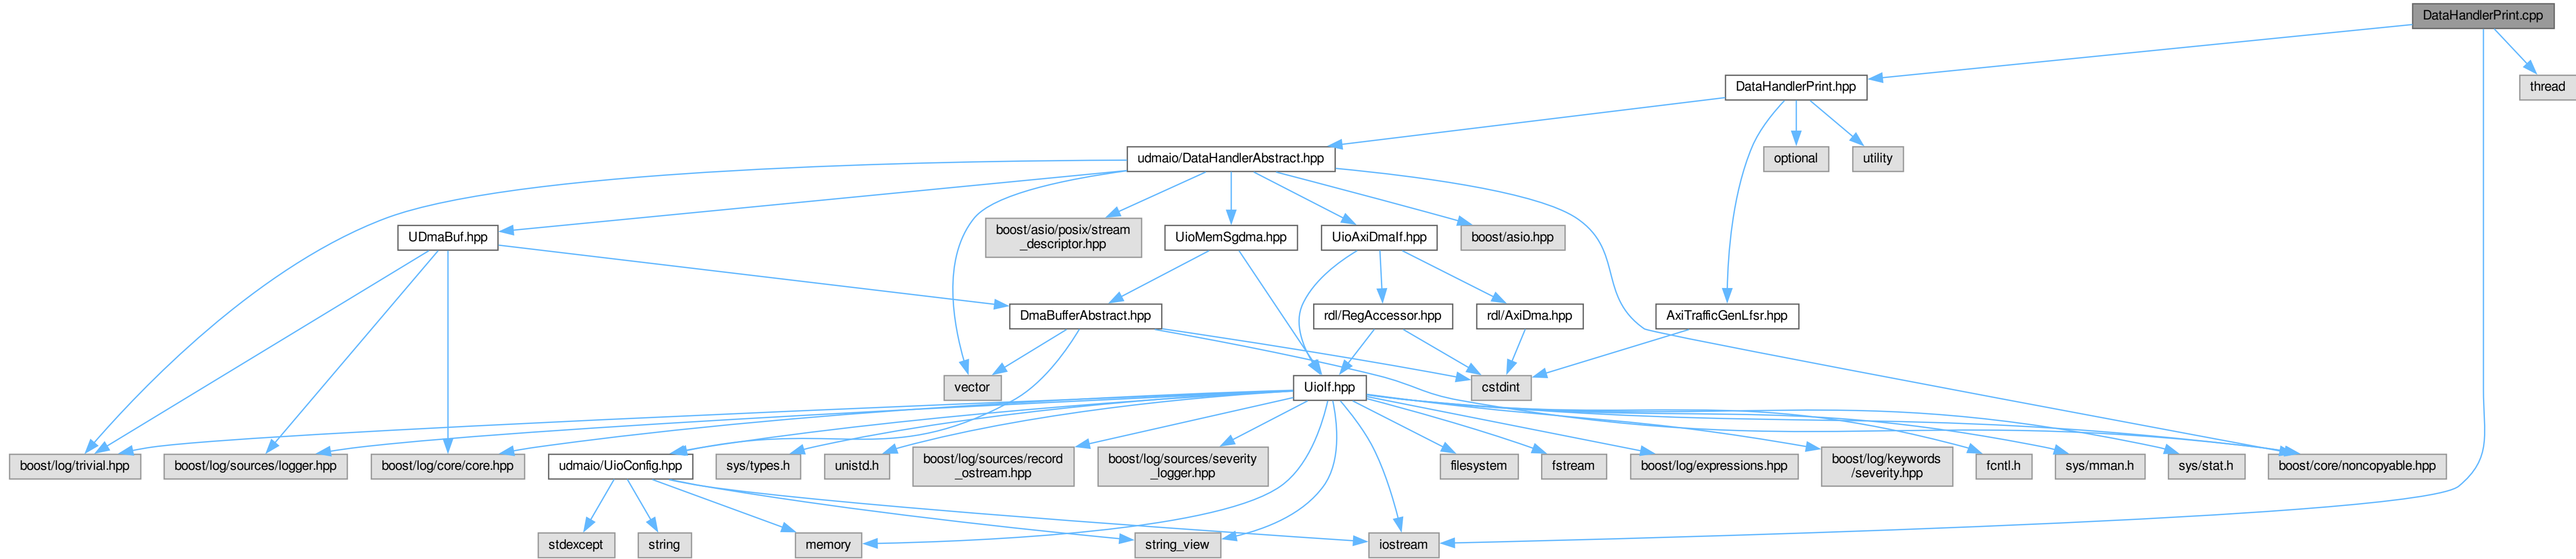 DataHandlerPrint.cpp
DataHandlerPrint.hpp
thread
udmaio/DataHandlerAbstract.hpp
optional
utility
UDmaBuf.hpp
boost/asio/posix/stream
_descriptor.hpp
UioMemSgdma.hpp
UioAxiDmaIf.hpp
boost/asio.hpp
DmaBufferAbstract.hpp
rdl/RegAccessor.hpp
rdl/AxiDma.hpp
AxiTrafficGenLfsr.hpp
vector
UioIf.hpp
cstdint
boost/log/trivial.hpp
boost/log/sources/logger.hpp
boost/log/core/core.hpp
udmaio/UioConfig.hpp
sys/types.h
unistd.h
boost/log/sources/record
_ostream.hpp
boost/log/sources/severity
_logger.hpp
filesystem
fstream
boost/log/expressions.hpp
boost/log/keywords
/severity.hpp
fcntl.h
sys/mman.h
sys/stat.h
boost/core/noncopyable.hpp
stdexcept
string
memory
string_view
iostream